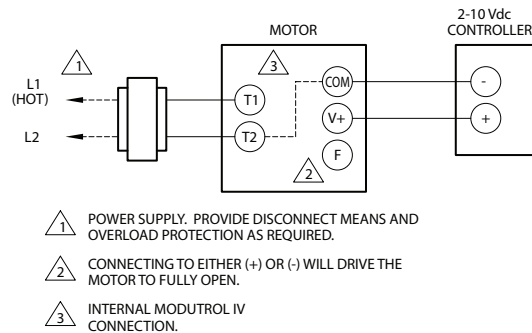 2-10 Vdc
CONTROLLER
MOTOR
1
3
L1
(HOT)
T1
COM
-
L2
T2
V+
+
F
2
1 POWER SUPPLY. PROVIDE DISCONNECT MEANS AND
OVERLOAD PROTECTION AS REQUIRED.
2 CONNECTING TO EITHER (+) OR (-) WILL DRIVE THE
MOTOR TO FULLY OPEN.
3 INTERNAL MODUTROL IV
CONNECTION.